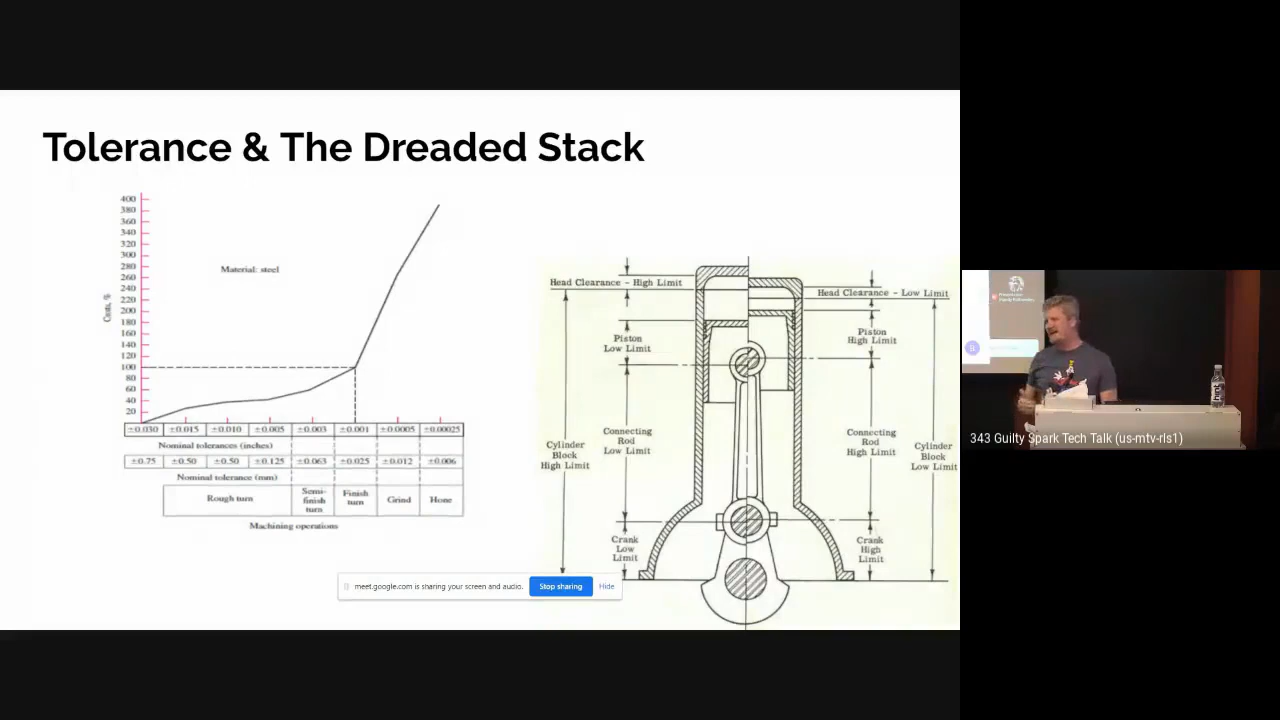 Tolerance & The Dreaded Stack
400
380
360
340
320
300
280
260
240
220
200
180
160
140
120
100
80
60
40
20
Costs, %
Material: steel
±0.030 ±0.015 ±0.010 ±0.005 ±0.003 ±0.001 ±0.0005 ±0.00025
Nominal tolerances (inches)
±0.75 ±0.50 ±0.50 ±0.125 ±0.063 ±0.025 ±0.012 ±0.006
Nominal tolerance (mm)
Rough turn
Semi-
finish
turn
Finish
turn
Grind
Hone
Machining operations
Head Clearance - High Limit
Head Clearance - Low Limit
Piston
Low Limit
Piston
High Limit
Cylinder
Block
High Limit
Connecting
Rod
Low Limit
Connecting
Rod
High Limit
Cylinder
Block
Low Limit
Crank
Low
Limit
Crank
High
Limit
meet.google.com is sharing your screen and audio.
Stop sharing
Hide
hint
343 Guilty Spark Tech Talk (us-mtv-rls1)